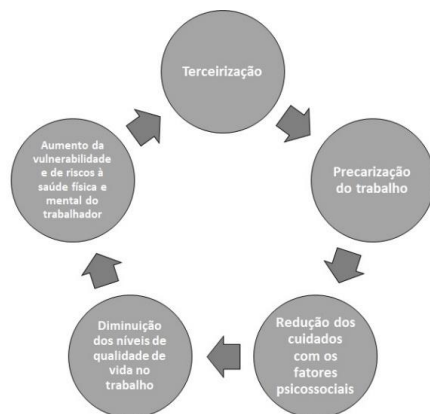 Terceirização
Precarização
do trabalho
Redução dos
cuidados
com os
fatores
psicossociais
Diminuição
dos níveis de
qualidade de
vida no
trabalho
Aumento da
vulnerabilidade
e de riscos à
saúde física e
mental do
trabalhador